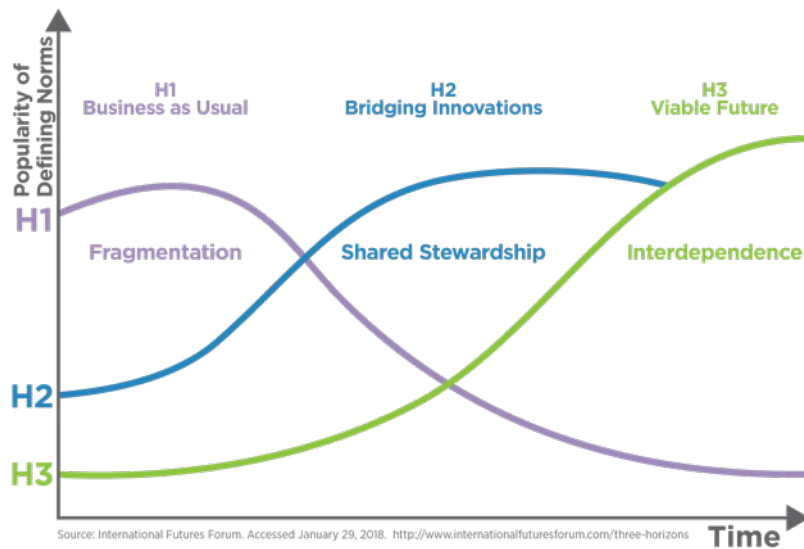 Popularity of
Defining Norms
H1
Business as Usual
H2
Bridging Innovations
H3
Viable Future
H1
Fragmentation
Shared Stewardship
Interdependence
H2
H3
Source: International Futures Forum. Accessed January 29, 2018. http://www.internationalfuturesforum.com/three-horizons
Time